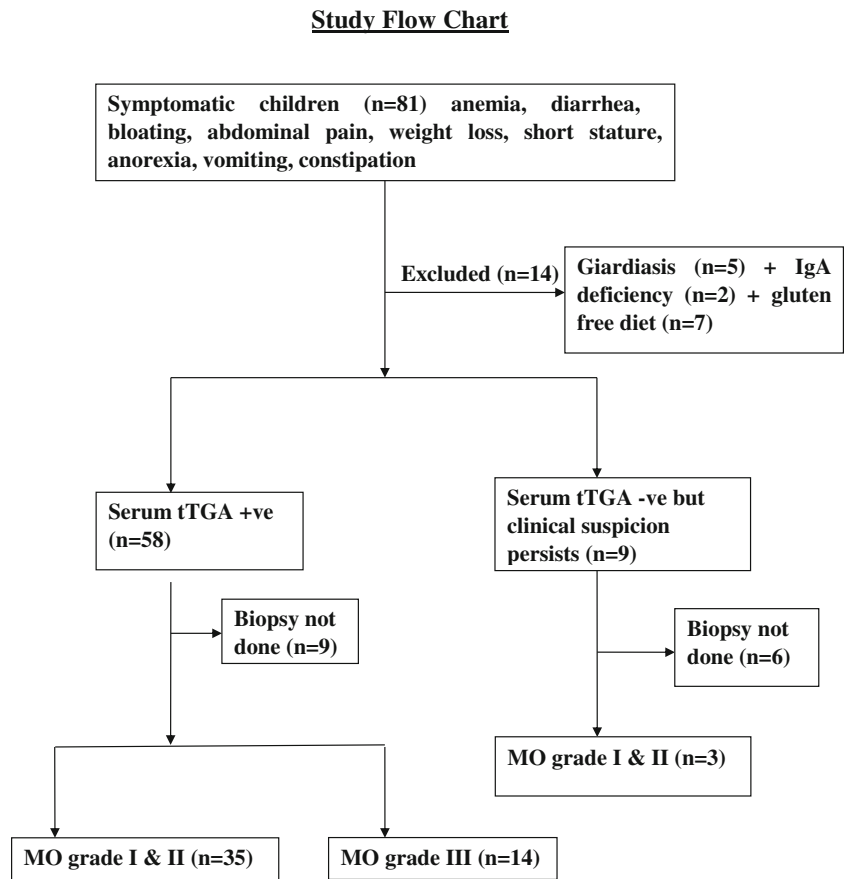 Study Flow Chart
Symptomatic children (n=81) anemia, diarrhea,
bloating, abdominal pain, weight loss, short stature,
anorexia, vomiting, constipation
Excluded (n=14)
Giardiasis (n=5) + IgA
deficiency (n=2) + gluten
free diet (n=7)
Serum tTGA +ve
(n=58)
Serum tTGA -ve but
clinical suspicion
persists (n=9)
Biopsy not
done (n=9)
Biopsy not
done (n=6)
MO grade I & II (n=3)
MO grade I & II (n=35)
MO grade III (n=14)